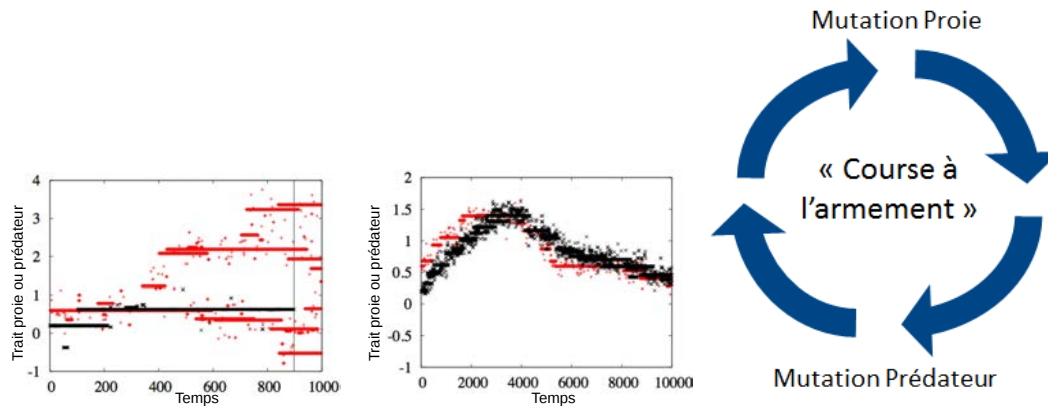 Trait proie ou prédateur
4
3
2
1
0
-1
0 200 400 600 800 1000
Temps
Trait proie ou prédateur
2
1.5
1
0.5
0
-0.5
-1
0 2000 4000 6000 8000 10000
Temps
Mutation Proie
« Course à
l’armement »
Mutation Prédateur